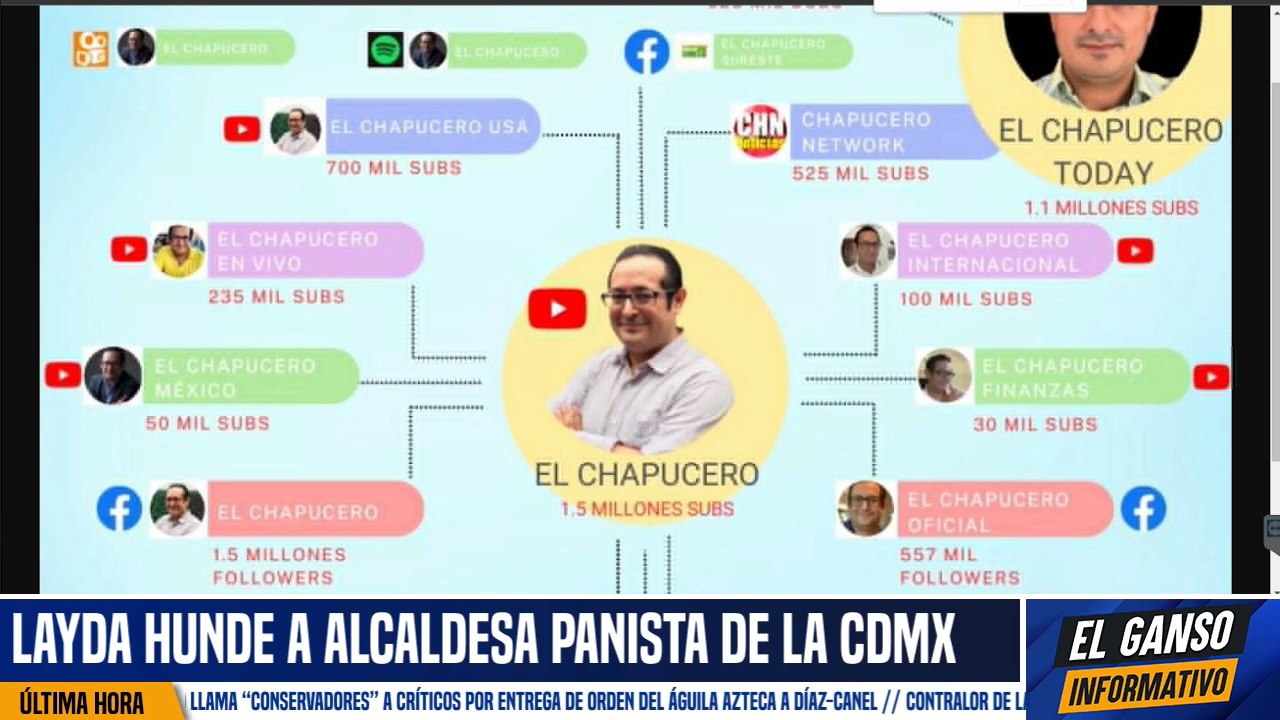 EL CHAPUCERO
EL CHAPUCERO
EL CHAPUCERO
SURESTE
EL CHAPUCERO USA
700 MIL SUBS
CHN
Noticias
CHAPUCERO
NETWORK
525 MIL SUBS
EL CHAPUCERO
TODAY
1.1 MILLONES SUBS
EL CHAPUCERO
EN VIVO
235 MIL SUBS
EL CHAPUCERO
INTERNACIONAL
100 MIL SUBS
EL CHAPUCERO
MÉXICO
50 MIL SUBS
EL CHAPUCERO
FINANZAS
30 MIL SUBS
EL CHAPUCERO
1.5 MILLONES SUBS
EL CHAPUCERO
1.5 MILLONES
FOLLOWERS
EL CHAPUCERO
OFICIAL
557 MIL
FOLLOWERS
LAYDA HUNDE A ALCALDESA PANISTA DE LA CDMX
EL GANSO
INFORMATIVO
ÚLTIMA HORA
LLAMA “CONSERVADORES” A CRÍTICOS POR ENTREGA DE ORDEN DEL ÁGUILA AZTECA A DÍAZ-CANEL // CONTRALOR DE LA